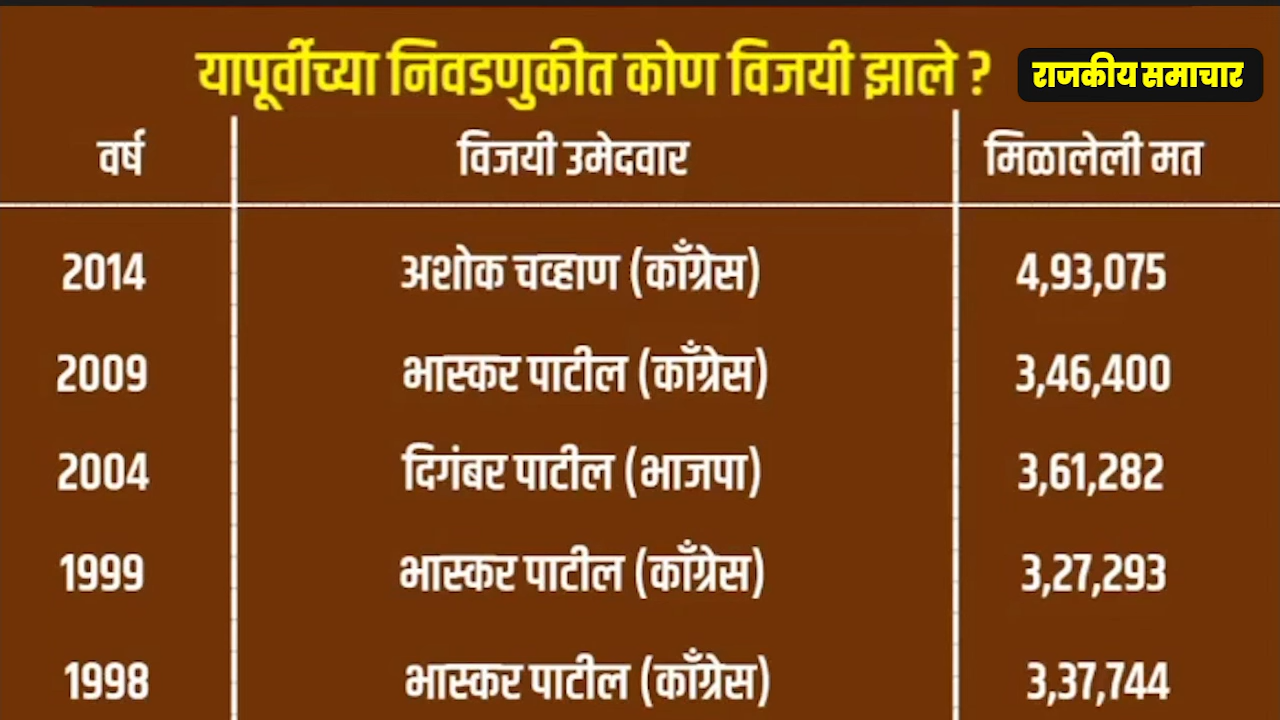 यापूर्वीच्या निवडणुकीत कोण विजयी झाले ?
राजकीय समाचार
वर्ष विजयी उमेदवार मिळालेली मत
2014 अशोक चव्हाण (काँग्रेस) 4,93,075
2009 भास्कर पाटील (काँग्रेस) 3,46,400
2004 दिगंबर पाटील (भाजपा) 3,61,282
1999 भास्कर पाटील (काँग्रेस) 3,27,293
1998 भास्कर पाटील (काँग्रेस) 3,37,744